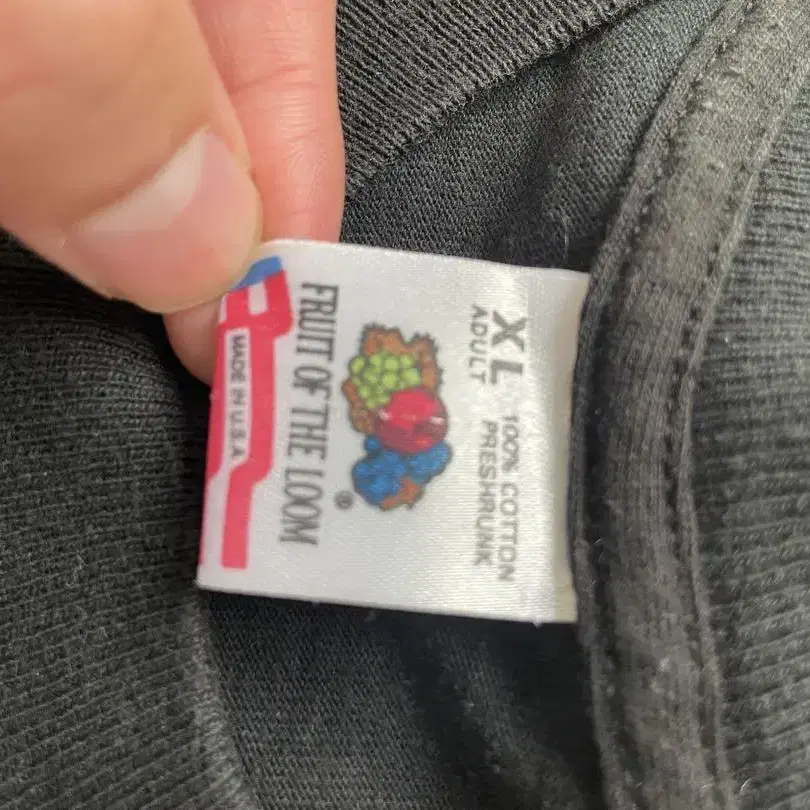 XL 100% COTTON
ADULT PRESHRUNK
FRUIT OF THE LOOM
®
MADE IN U.S.A